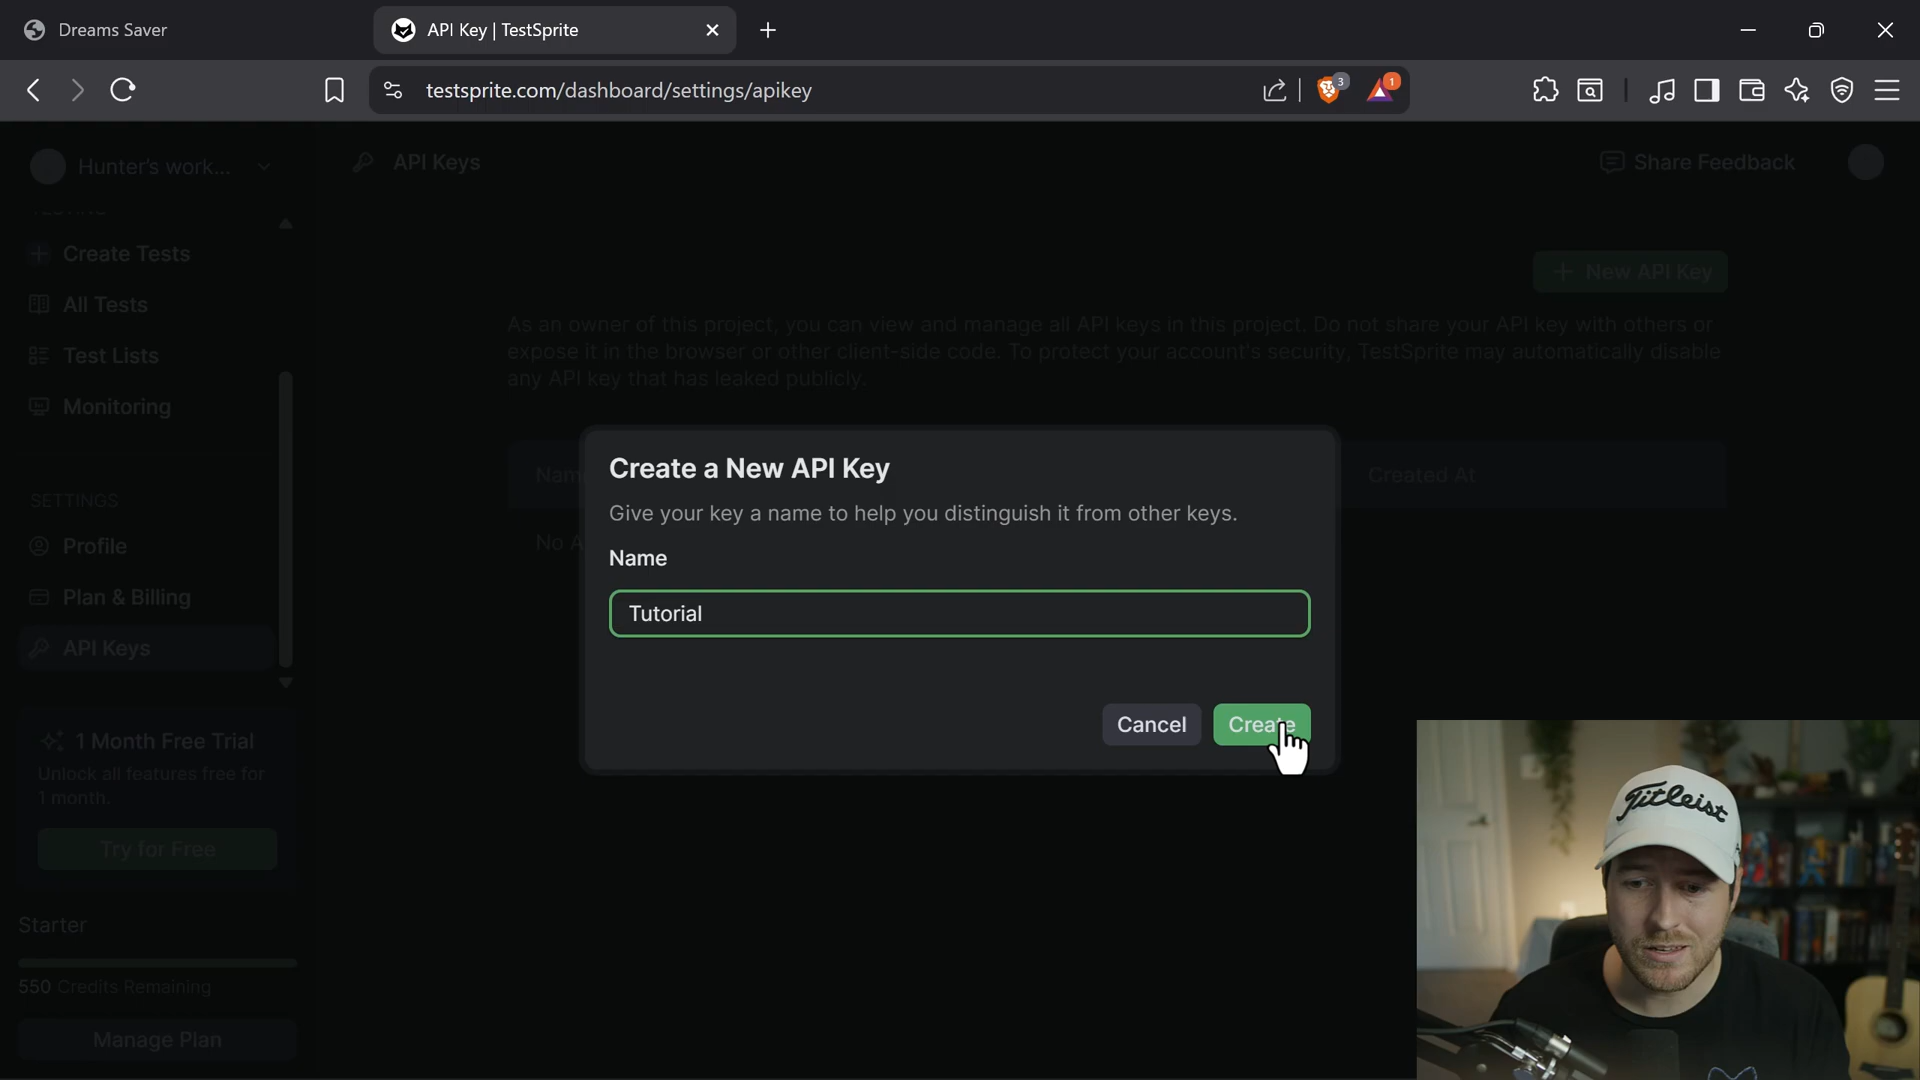 Dreams Saver
API Key | TestSprite
testsprite.com/dashboard/settings/apikey
3
1
Hunter's work...
API Keys
Share Feedback
Create Tests
All Tests
Test Lists
Monitoring
SETTINGS
Profile
Plan & Billing
API Keys
1 Month Free Trial
Unlock all features free for
1 month.
Try for Free
Starter
550 Credits Remaining
Manage Plan
+ New API Key
As an owner of this project, you can view and manage all API keys in this project. Do not share your API key with others or
expose it in the browser or other client-side code. To protect your account's security, TestSprite may automatically disable
any API key that has leaked publicly.
Created At
Create a New API Key
Give your key a name to help you distinguish it from other keys.
Name
Tutorial
Cancel
Create
Titleist